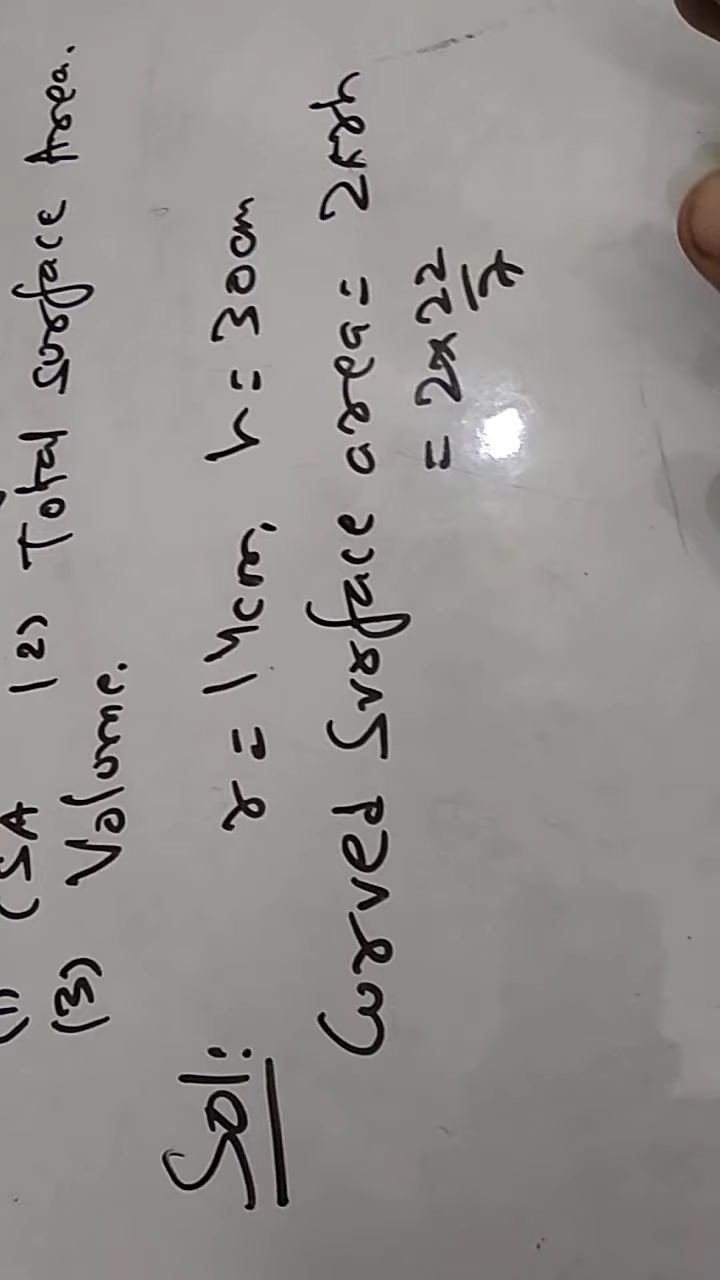 (1) CSA (2) Total surface Area.
(3) Volume.
Sol: r = 14cm, h = 30cm
Curved Surface area = 2πrh
= 2×22/7